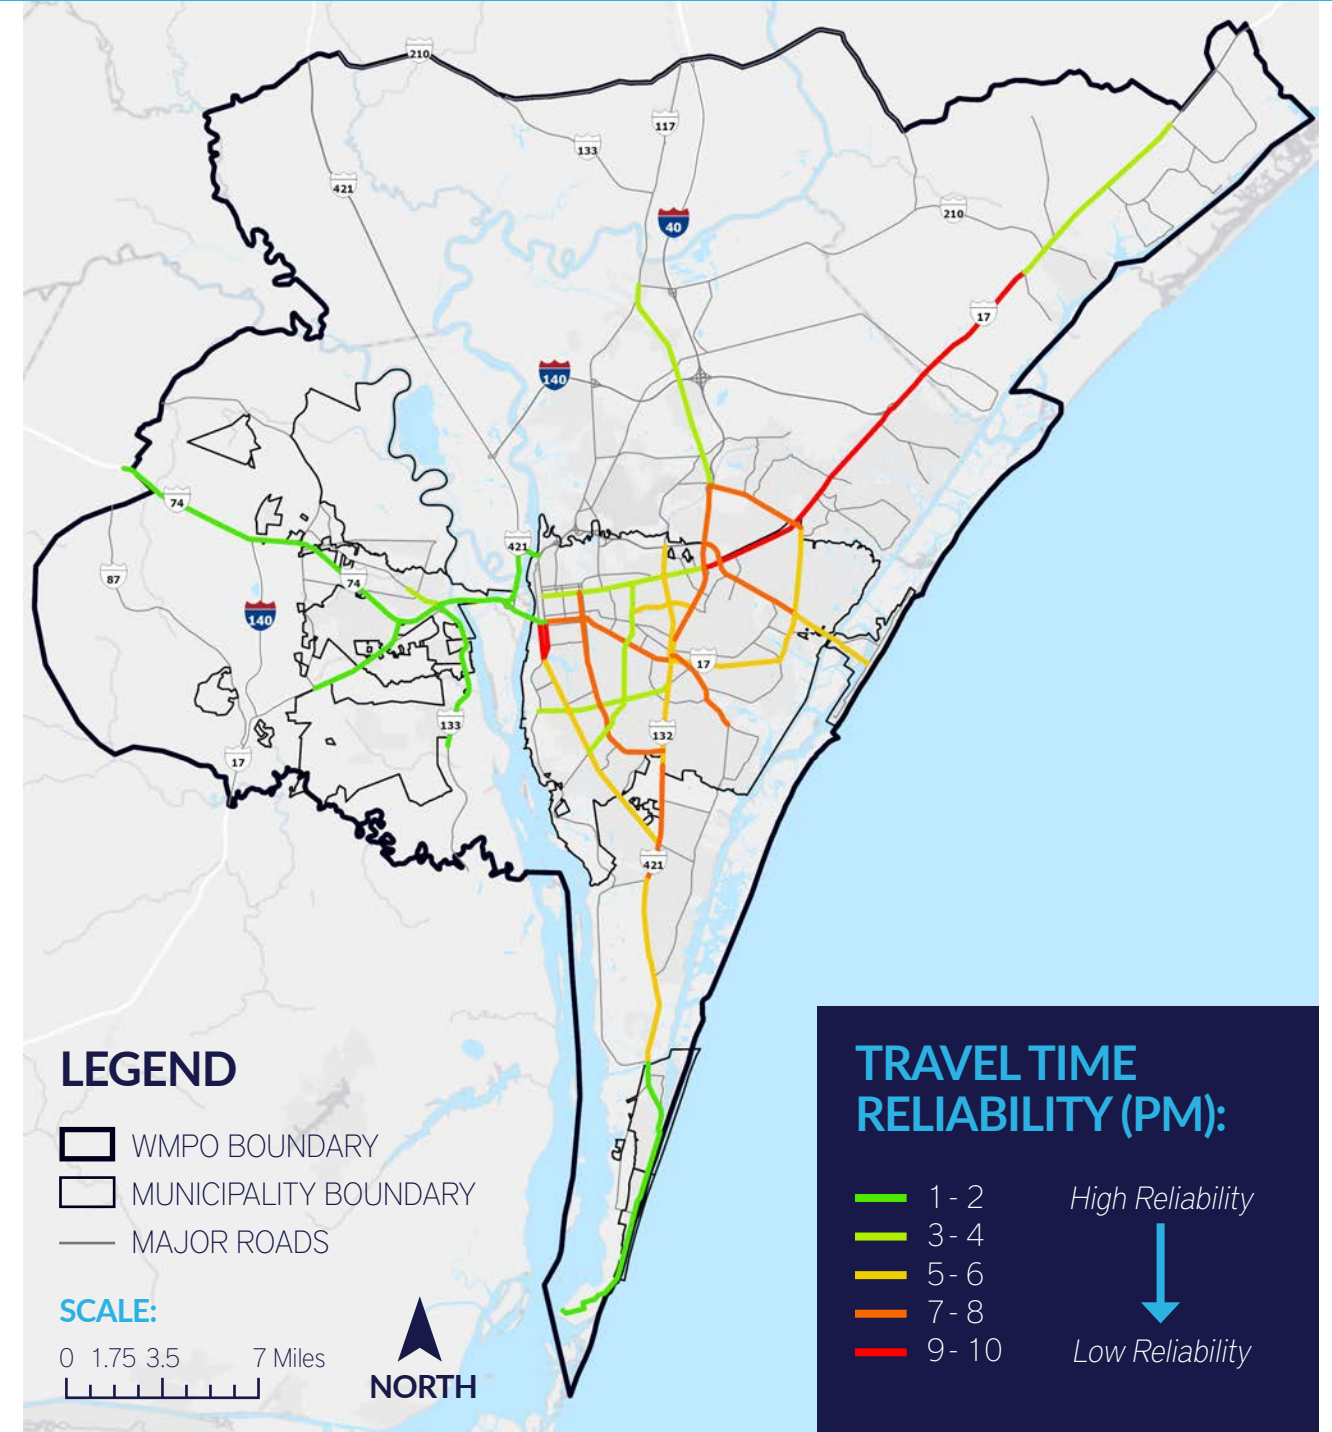 210
117
133
421
40
210
17
140
74
421
74
87
140
17
133
132
17
421
LEGEND
WMPO BOUNDARY
MUNICIPALITY BOUNDARY
MAJOR ROADS
SCALE:
0 1.75 3.5 7 Miles
NORTH
TRAVEL TIME
RELIABILITY (PM):
1 - 2 High Reliability
3 - 4
5 - 6
7 - 8
9 - 10 Low Reliability